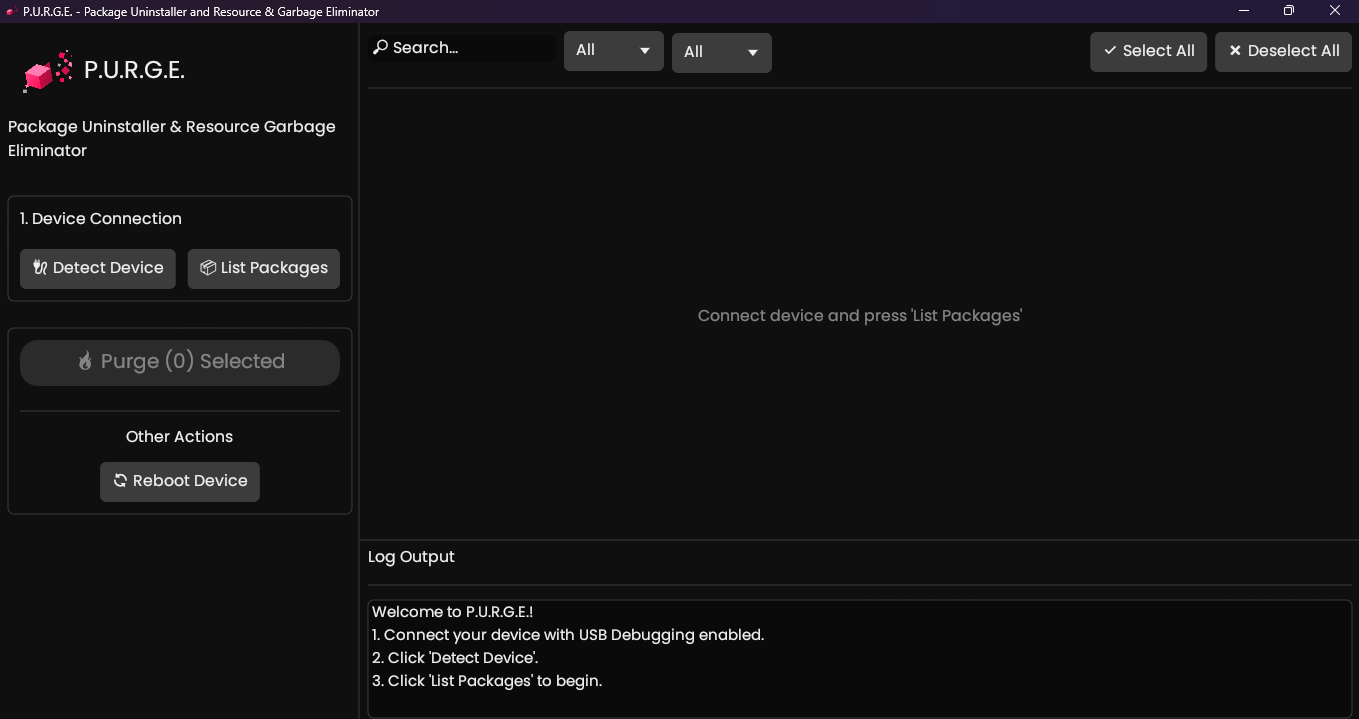 P.U.R.G.E. - Package Uninstaller and Resource & Garbage Eliminator
P.U.R.G.E.
Package Uninstaller & Resource Garbage
Eliminator
1. Device Connection
Detect Device
List Packages
Purge (0) Selected
Other Actions
Reboot Device
Search...
All
All
Select All
Deselect All
Connect device and press 'List Packages'
Log Output
Welcome to P.U.R.G.E.!
1. Connect your device with USB Debugging enabled.
2. Click 'Detect Device'.
3. Click 'List Packages' to begin.